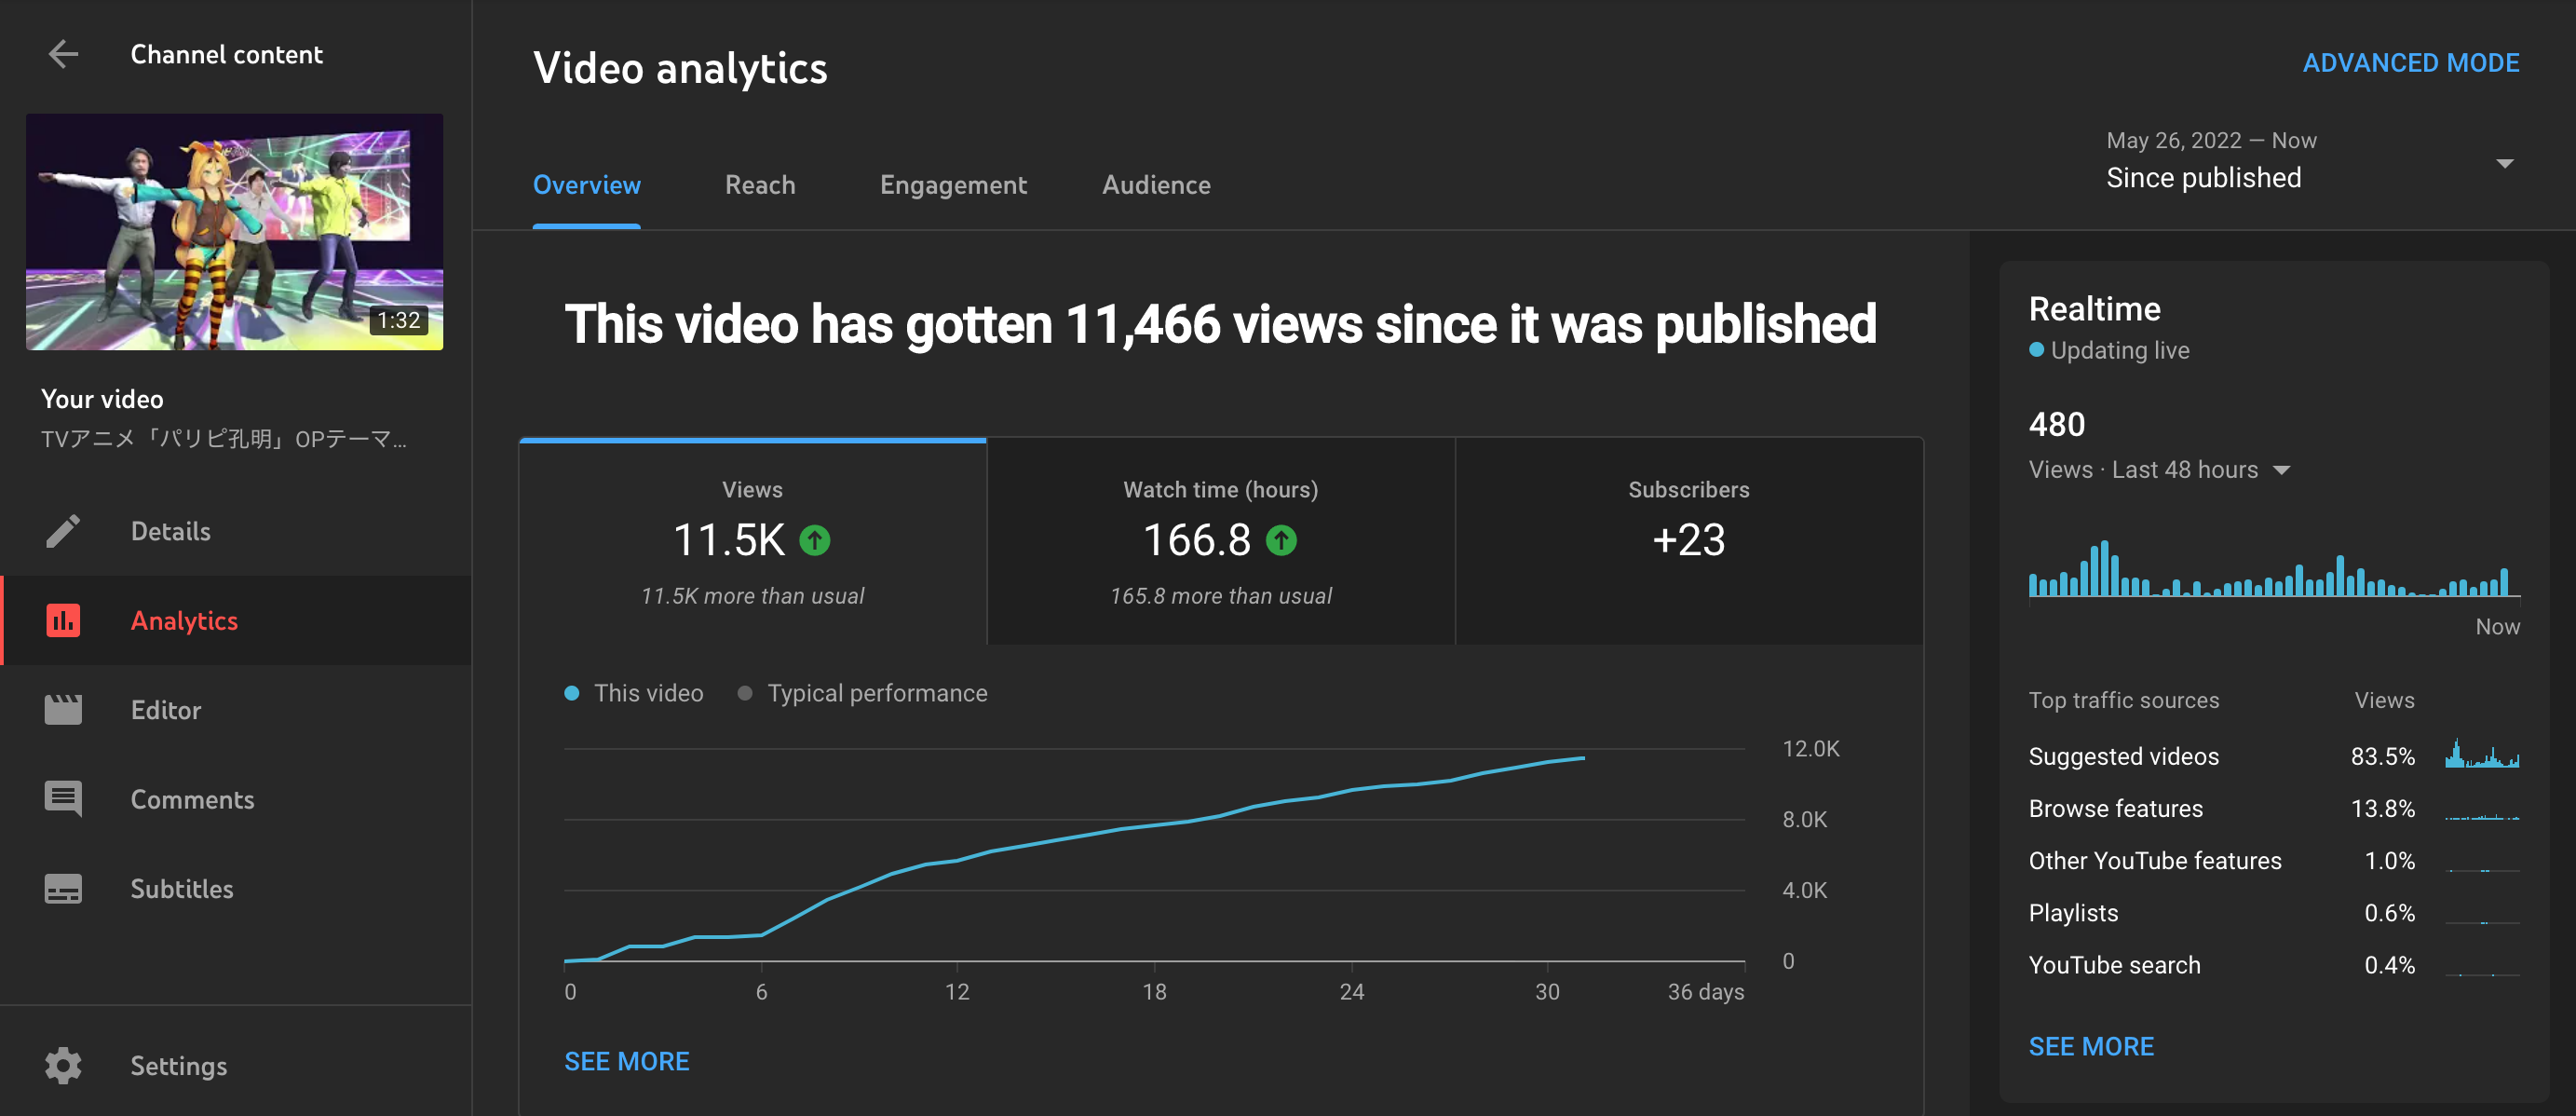 Channel content
1:32
Your video
TVアニメ「パリピ孔明」OPテーマ...
Details
Analytics
Editor
Comments
Subtitles
Settings
Video analytics
ADVANCED MODE
Overview
Reach
Engagement
Audience
May 26, 2022 — Now
Since published
This video has gotten 11,466 views since it was published
Views
11.5K
11.5K more than usual
Watch time (hours)
166.8
165.8 more than usual
Subscribers
+23
This video
Typical performance
12.0K
8.0K
4.0K
0
0
6
12
18
24
30
36 days
SEE MORE
Realtime
Updating live
480
Views · Last 48 hours
Now
Top traffic sources
Views
Suggested videos
83.5%
Browse features
13.8%
Other YouTube features
1.0%
Playlists
0.6%
YouTube search
0.4%
SEE MORE